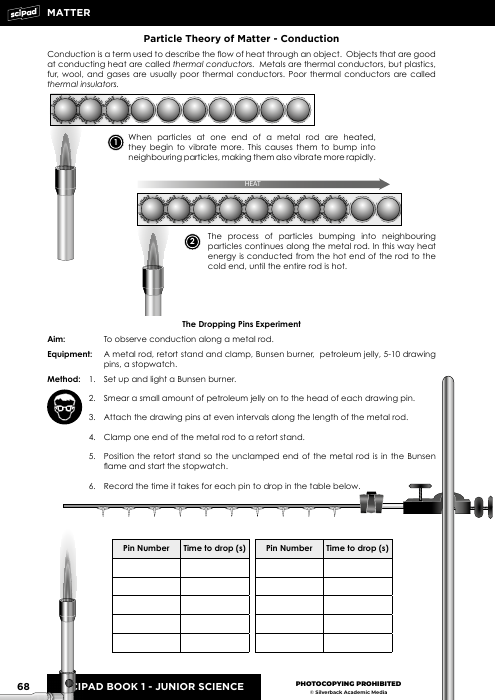 scipad MATTER
Particle Theory of Matter - Conduction
Conduction is a term used to describe the flow of heat through an object. Objects that are good
at conducting heat are called thermal conductors. Metals are thermal conductors, but plastics,
fur, wool, and gases are usually poor thermal conductors. Poor thermal conductors are called
thermal insulators.
1 When particles at one end of a metal rod are heated,
they begin to vibrate more. This causes them to bump into
neighbouring particles, making them also vibrate more rapidly.
HEAT
2 The process of particles bumping into neighbouring
particles continues along the metal rod. In this way heat
energy is conducted from the hot end of the rod to the
cold end, until the entire rod is hot.
The Dropping Pins Experiment
Aim: To observe conduction along a metal rod.
Equipment: A metal rod, retort stand and clamp, Bunsen burner, petroleum jelly, 5-10 drawing
pins, a stopwatch.
Method: 1. Set up and light a Bunsen burner.
2. Smear a small amount of petroleum jelly on to the head of each drawing pin.
3. Attach the drawing pins at even intervals along the length of the metal rod.
4. Clamp one end of the metal rod to a retort stand.
5. Position the retort stand so the unclamped end of the metal rod is in the Bunsen
flame and start the stopwatch.
6. Record the time it takes for each pin to drop in the table below.
Pin Number Time to drop (s) Pin Number Time to drop (s)
68 CIPAD BOOK 1 - JUNIOR SCIENCE PHOTOCOPYING PROHIBITED
© Silverback Academic Media